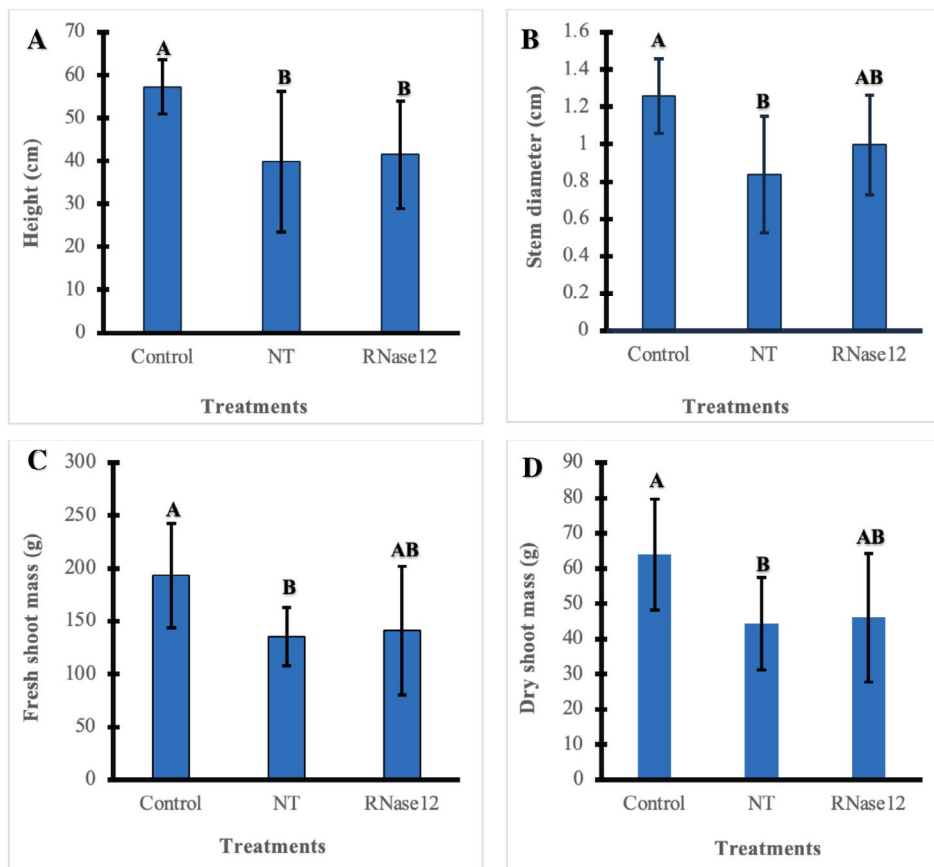 A
Height (cm)
70
60
50
40
30
20
10
0
A
B
B
Control NT RNase12
Treatments
B
Stem diameter (cm)
1.6
1.4
1.2
1
0.8
0.6
0.4
0.2
0
A
B
AB
Control NT RNase12
Treatments
C
Fresh shoot mass (g)
300
250
200
150
100
50
0
A
B
AB
Control NT RNase12
Treatments
D
Dry shoot mass (g)
90
80
70
60
50
40
30
20
10
0
A
B
AB
Control NT RNase12
Treatments